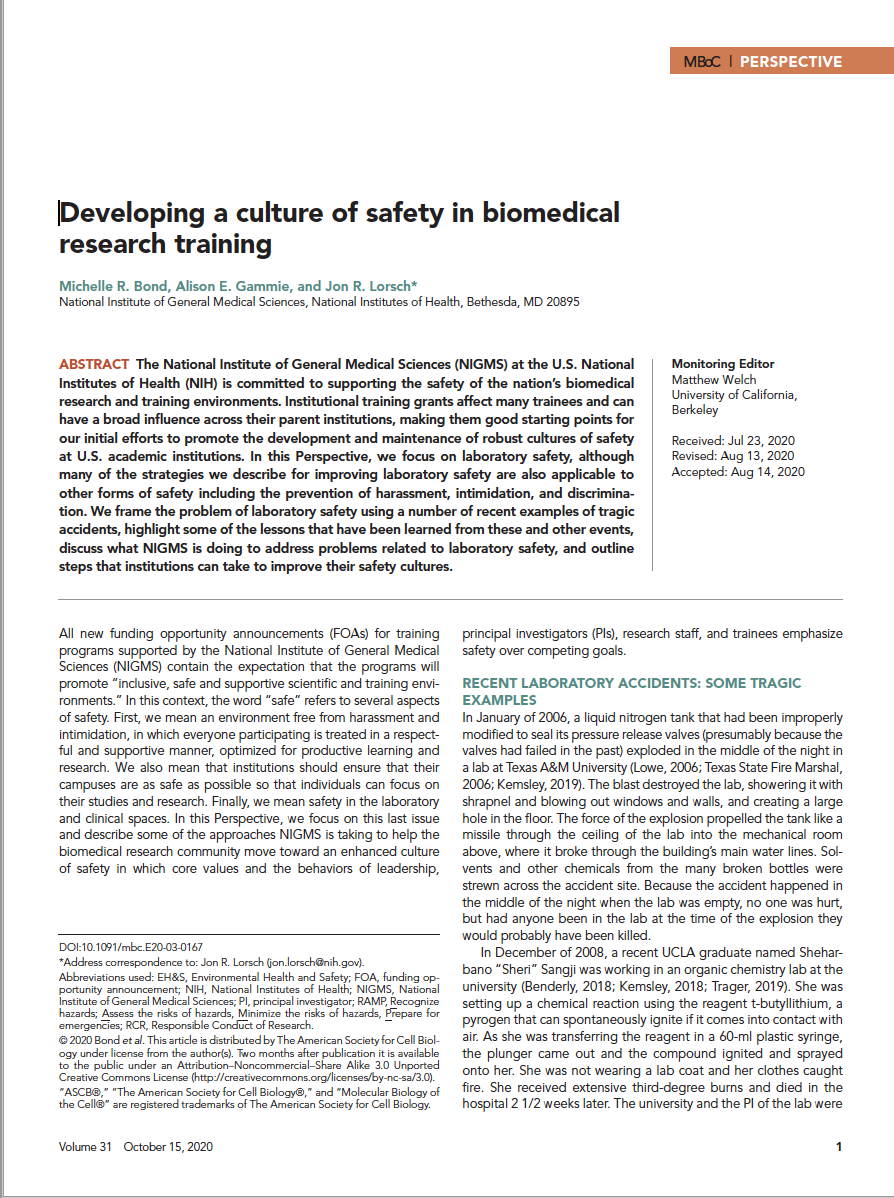 MBoC | PERSPECTIVE
Developing a culture of safety in biomedical
research training
Michelle R. Bond, Alison E. Gammie, and Jon R. Lorsch*
National Institute of General Medical Sciences, National Institutes of Health, Bethesda, MD 20895
ABSTRACT The National Institute of General Medical Sciences (NIGMS) at the U.S. National
Institutes of Health (NIH) is committed to supporting the safety of the nation’s biomedical
research and training environments. Institutional training grants affect many trainees and can
have a broad influence across their parent institutions, making them good starting points for
our initial efforts to promote the development and maintenance of robust cultures of safety
at U.S. academic institutions. In this Perspective, we focus on laboratory safety, although
many of the strategies we describe for improving laboratory safety are also applicable to
other forms of safety including the prevention of harassment, intimidation, and discrimina-
tion. We frame the problem of laboratory safety using a number of recent examples of tragic
accidents, highlight some of the lessons that have been learned from these and other events,
discuss what NIGMS is doing to address problems related to laboratory safety, and outline
steps that institutions can take to improve their safety cultures.
Monitoring Editor
Matthew Welch
University of California,
Berkeley
Received: Jul 23, 2020
Revised: Aug 13, 2020
Accepted: Aug 14, 2020
All new funding opportunity announcements (FOAs) for training
programs supported by the National Institute of General Medical
Sciences (NIGMS) contain the expectation that the programs will
promote “inclusive, safe and supportive scientific and training envi-
ronments.” In this context, the word “safe” refers to several aspects
of safety. First, we mean an environment free from harassment and
intimidation, in which everyone participating is treated in a respect-
ful and supportive manner, optimized for productive learning and
research. We also mean that institutions should ensure that their
campuses are as safe as possible so that individuals can focus on
their studies and research. Finally, we mean safety in the laboratory
and clinical spaces. In this Perspective, we focus on this last issue
and describe some of the approaches NIGMS is taking to help the
biomedical research community move toward an enhanced culture
of safety in which core values and the behaviors of leadership,
DOI:10.1091/mbc.E20-03-0167
*Address correspondence to: Jon R. Lorsch (jon.lorsch@nih.gov).
Abbreviations used: EH&S, Environmental Health and Safety; FOA, funding op-
portunity announcement; NIH, National Institutes of Health; NIGMS, National
Institute of General Medical Sciences; PI, principal investigator; RAMP, Recognize
hazards; Assess the risks of hazards, Minimize the risks of hazards, Prepare for
emergencies; RCR, Responsible Conduct of Research.
© 2020 Bond et al. This article is distributed by The American Society for Cell Biol-
ogy under license from the author(s). Two months after publication it is available
to the public under an Attribution–Noncommercial–Share Alike 3.0 Unported
Creative Commons License (http://creativecommons.org/licenses/by-nc-sa/3.0).
“ASCB®,” “The American Society for Cell Biology®,” and “Molecular Biology of
the Cell®” are registered trademarks of The American Society for Cell Biology.
principal investigators (PIs), research staff, and trainees emphasize
safety over competing goals.
RECENT LABORATORY ACCIDENTS: SOME TRAGIC
EXAMPLES
In January of 2006, a liquid nitrogen tank that had been improperly
modified to seal its pressure release valves (presumably because the
valves had failed in the past) exploded in the middle of the night in
a lab at Texas A&M University (Lowe, 2006; Texas State Fire Marshal,
2006; Kemsley, 2019). The blast destroyed the lab, showering it with
shrapnel and blowing out windows and walls, and creating a large
hole in the floor. The force of the explosion propelled the tank like a
missile through the ceiling of the lab into the mechanical room
above, where it broke through the building’s main water lines. Sol-
vents and other chemicals from the many broken bottles were
strewn across the accident site. Because the accident happened in
the middle of the night when the lab was empty, no one was hurt,
but had anyone been in the lab at the time of the explosion they
would probably have been killed.
In December of 2008, a recent UCLA graduate named Shehar-
bano “Sheri” Sangji was working in an organic chemistry lab at the
university (Benderly, 2018; Kemsley, 2018; Trager, 2019). She was
setting up a chemical reaction using the reagent t-butyllithium, a
pyrogen that can spontaneously ignite if it comes into contact with
air. As she was transferring the reagent in a 60-ml plastic syringe,
the plunger came out and the compound ignited and sprayed
onto her. She was not wearing a lab coat and her clothes caught
fire. She received extensive third-degree burns and died in the
hospital 2 1/2 weeks later. The university and the PI of the lab were
Volume 31 October 15, 2020
1